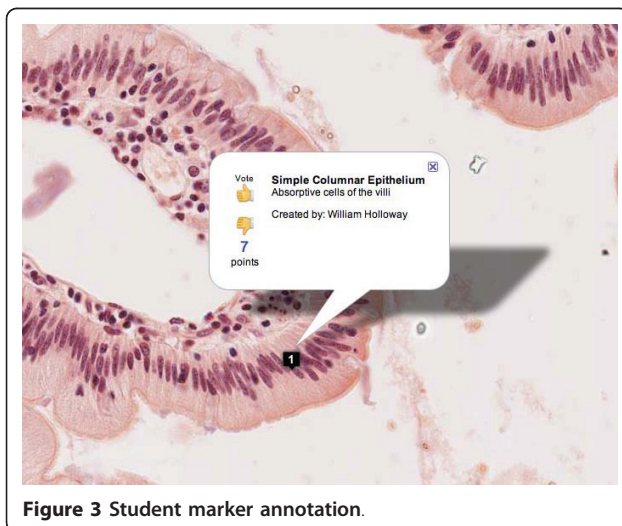 Vote
Simple Columnar Epithelium
Absorptive cells of the villi
Created by: William Holloway
7
points
1
Figure 3 Student marker annotation.